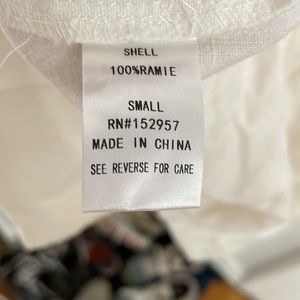 SHELL
100%RAMIE
SMALL
RN#152957
MADE IN CHINA
SEE REVERSE FOR CARE